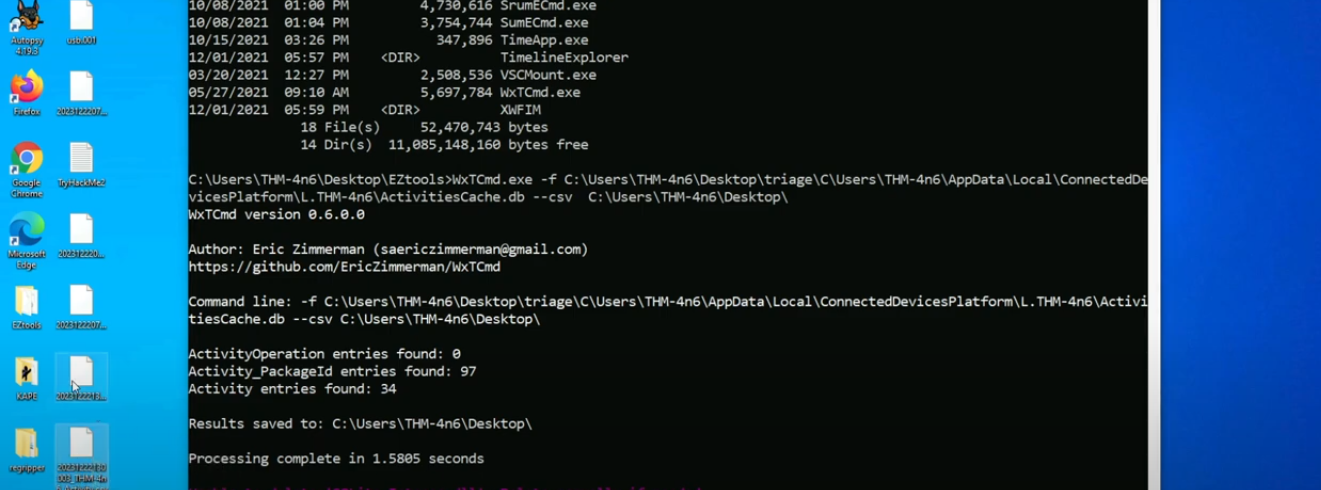 10/08/2021 01:00 PM 4,730,616 SrumECmd.exe
10/08/2021 01:04 PM 3,754,744 SumECmd.exe
10/15/2021 03:26 PM 347,896 TimeApp.exe
12/01/2021 05:57 PM <DIR> TimelineExplorer
03/20/2021 12:27 PM 2,508,536 VSCMount.exe
05/27/2021 09:10 AM 5,697,784 WxTCmd.exe
12/01/2021 05:59 PM <DIR> XWFIM
18 File(s) 52,470,743 bytes
14 Dir(s) 11,085,148,160 bytes free
C:\Users\THM-4n6\Desktop\EZtools>WxTCmd.exe -f C:\Users\THM-4n6\Desktop\triage\C\Users\THM-4n6\AppData\Local\ConnectedDe
vicesPlatform\L.THM-4n6\ActivitiesCache.db --csv C:\Users\THM-4n6\Desktop\
WxTCmd version 0.6.0.0
Author: Eric Zimmerman (saericzimmerman@gmail.com)
https://github.com/EricZimmerman/WxTCmd
Command line: -f C:\Users\THM-4n6\Desktop\triage\C\Users\THM-4n6\AppData\Local\ConnectedDevicesPlatform\L.THM-4n6\Activi
tiesCache.db --csv C:\Users\THM-4n6\Desktop\
ActivityOperation entries found: 0
Activity_PackageId entries found: 97
Activity entries found: 34
Results saved to: C:\Users\THM-4n6\Desktop\
Processing complete in 1.5805 seconds
Autopsy
4.19.3
usb.001
Firefox
2023122207...
Google
Chrome
TryHackMe2
Microsoft
Edge
202312220...
EZtools
2023122207...
KAPE
2023122213...
regripper